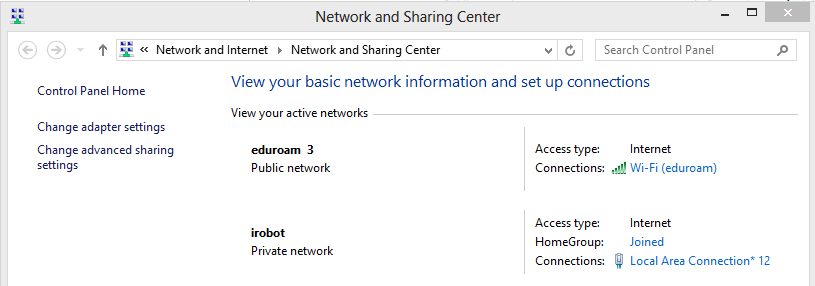 Network and Sharing Center
« Network and Internet Network and Sharing Center
Search Control Panel
Control Panel Home
Change adapter settings
Change advanced sharing
settings
View your basic network information and set up connections
View your active networks
eduroam 3
Public network
Access type: Internet
Connections: Wi-Fi (eduroam)
irobot
Private network
Access type: Internet
HomeGroup: Joined
Connections: Local Area Connection* 12